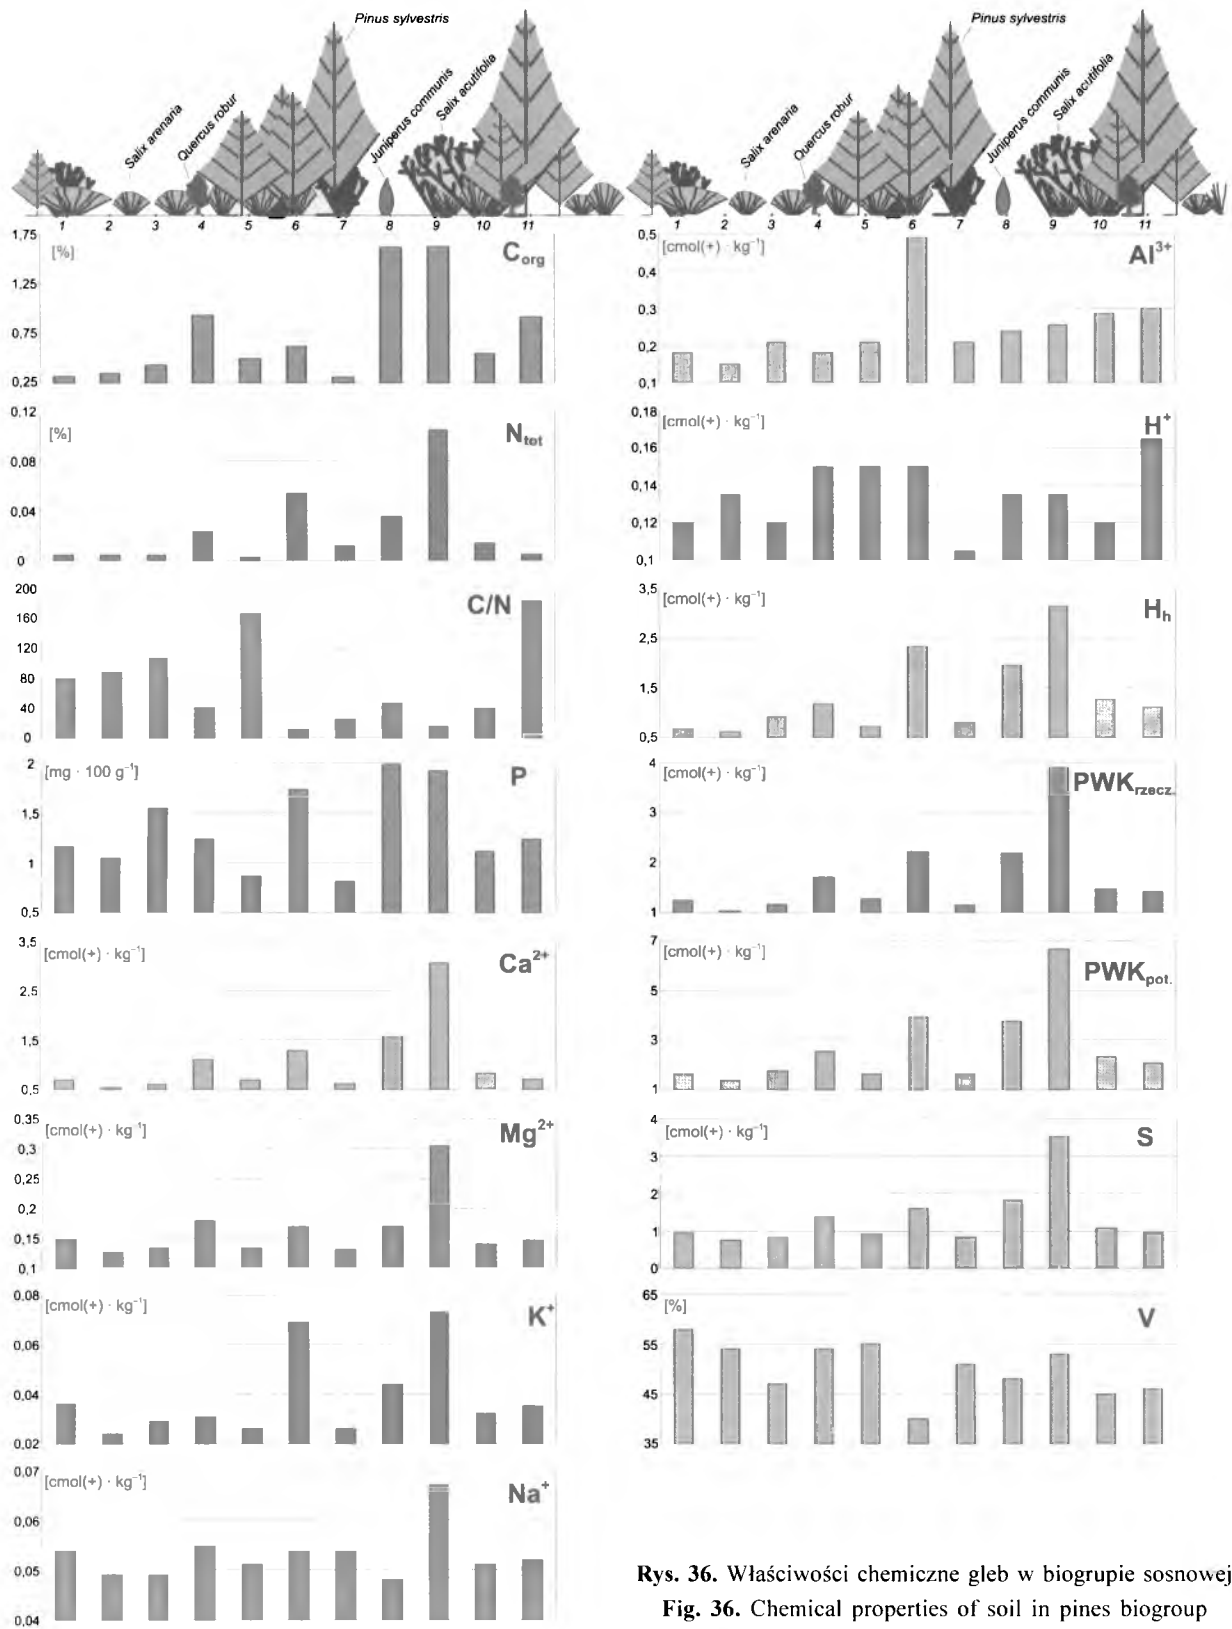 Pinus sylvestris
Salix arenaria
Quercus robur
Juniperus communis
Salix acutifolia
1 2 3 4 5 6 7 8 9 10 11
[%]
C org
1,75
1,25
0,75
0,25
[%]
N tot
0,12
0,08
0,04
0
C/N
200
160
120
80
40
0
[mg · 100 g⁻¹]
P
2
1,5
1
0,5
[cmol(+) · kg⁻¹]
Ca²⁺
3,5
2,5
1,5
0,5
[cmol(+) · kg⁻¹]
Mg²⁺
0,35
0,3
0,25
0,2
0,15
0,1
[cmol(+) · kg⁻¹]
K⁺
0,08
0,06
0,04
0,02
[cmol(+) · kg⁻¹]
Na⁺
0,07
0,06
0,05
0,04
Pinus sylvestris
Salix arenaria
Quercus robur
Juniperus communis
Salix acutifolia
1 2 3 4 5 6 7 8 9 10 11
[cmol(+) · kg⁻¹]
Al³⁺
0,5
0,4
0,3
0,2
0,1
[cmol(+) · kg⁻¹]
H⁺
0,18
0,16
0,14
0,12
0,1
[cmol(+) · kg⁻¹]
H h
3,5
2,5
1,5
0,5
[cmol(+) · kg⁻¹]
PWK rzecz.
4
3
2
1
[cmol(+) · kg⁻¹]
PWK pot.
7
5
3
1
[cmol(+) · kg⁻¹]
S
4
3
2
1
0
[%]
V
65
55
45
35
Rys. 36. Właściwości chemiczne gleb w biogrupie sosnowej
Fig. 36. Chemical properties of soil in pines biogroup